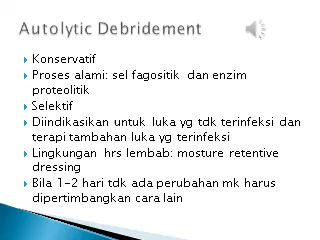 Autolytic Debridement
Konservatif
Proses alami: sel fagositik dan enzim
proteolitik
Selektif
Diindikasikan untuk luka yg tdk terinfeksi dan
terapi tambahan luka yg terinfeksi
Lingkungan hrs lembab: mosture retentive
dressing
Bila 1-2 hari tdk ada perubahan mk harus
dipertimbangkan cara lain